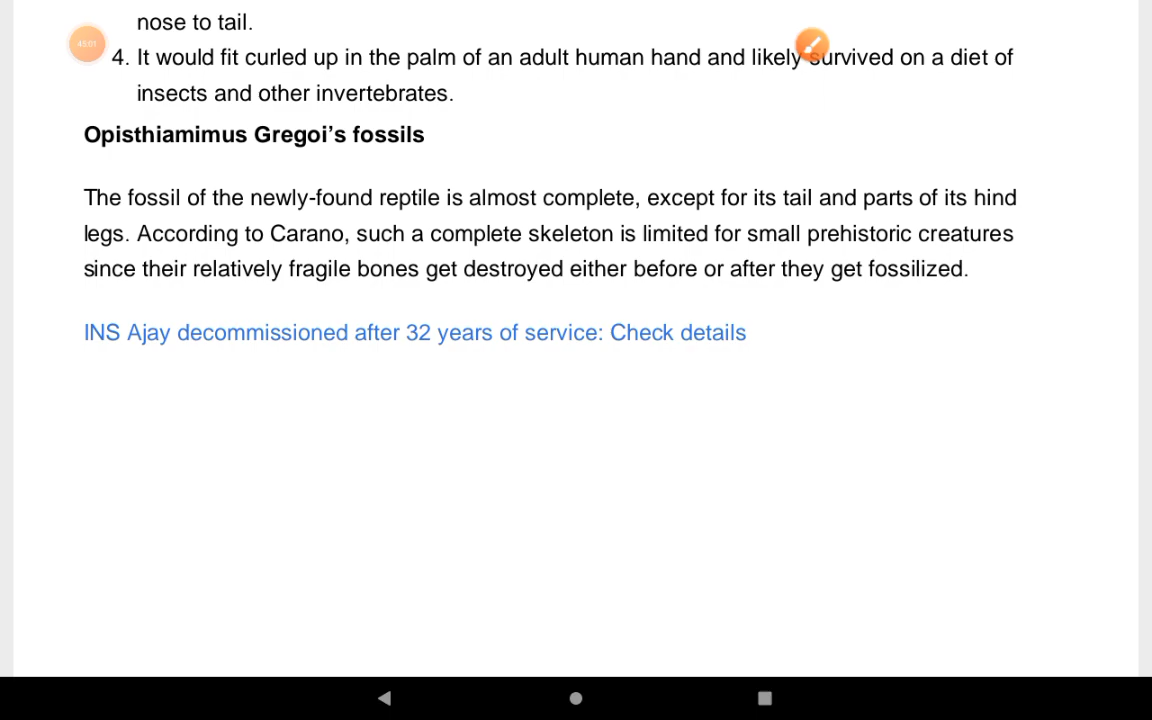 nose to tail.
45:01
4. It would fit curled up in the palm of an adult human hand and likely survived on a diet of
insects and other invertebrates.
Opisthiamimus Gregoi’s fossils
The fossil of the newly-found reptile is almost complete, except for its tail and parts of its hind
legs. According to Carano, such a complete skeleton is limited for small prehistoric creatures
since their relatively fragile bones get destroyed either before or after they get fossilized.
INS Ajay decommissioned after 32 years of service: Check details